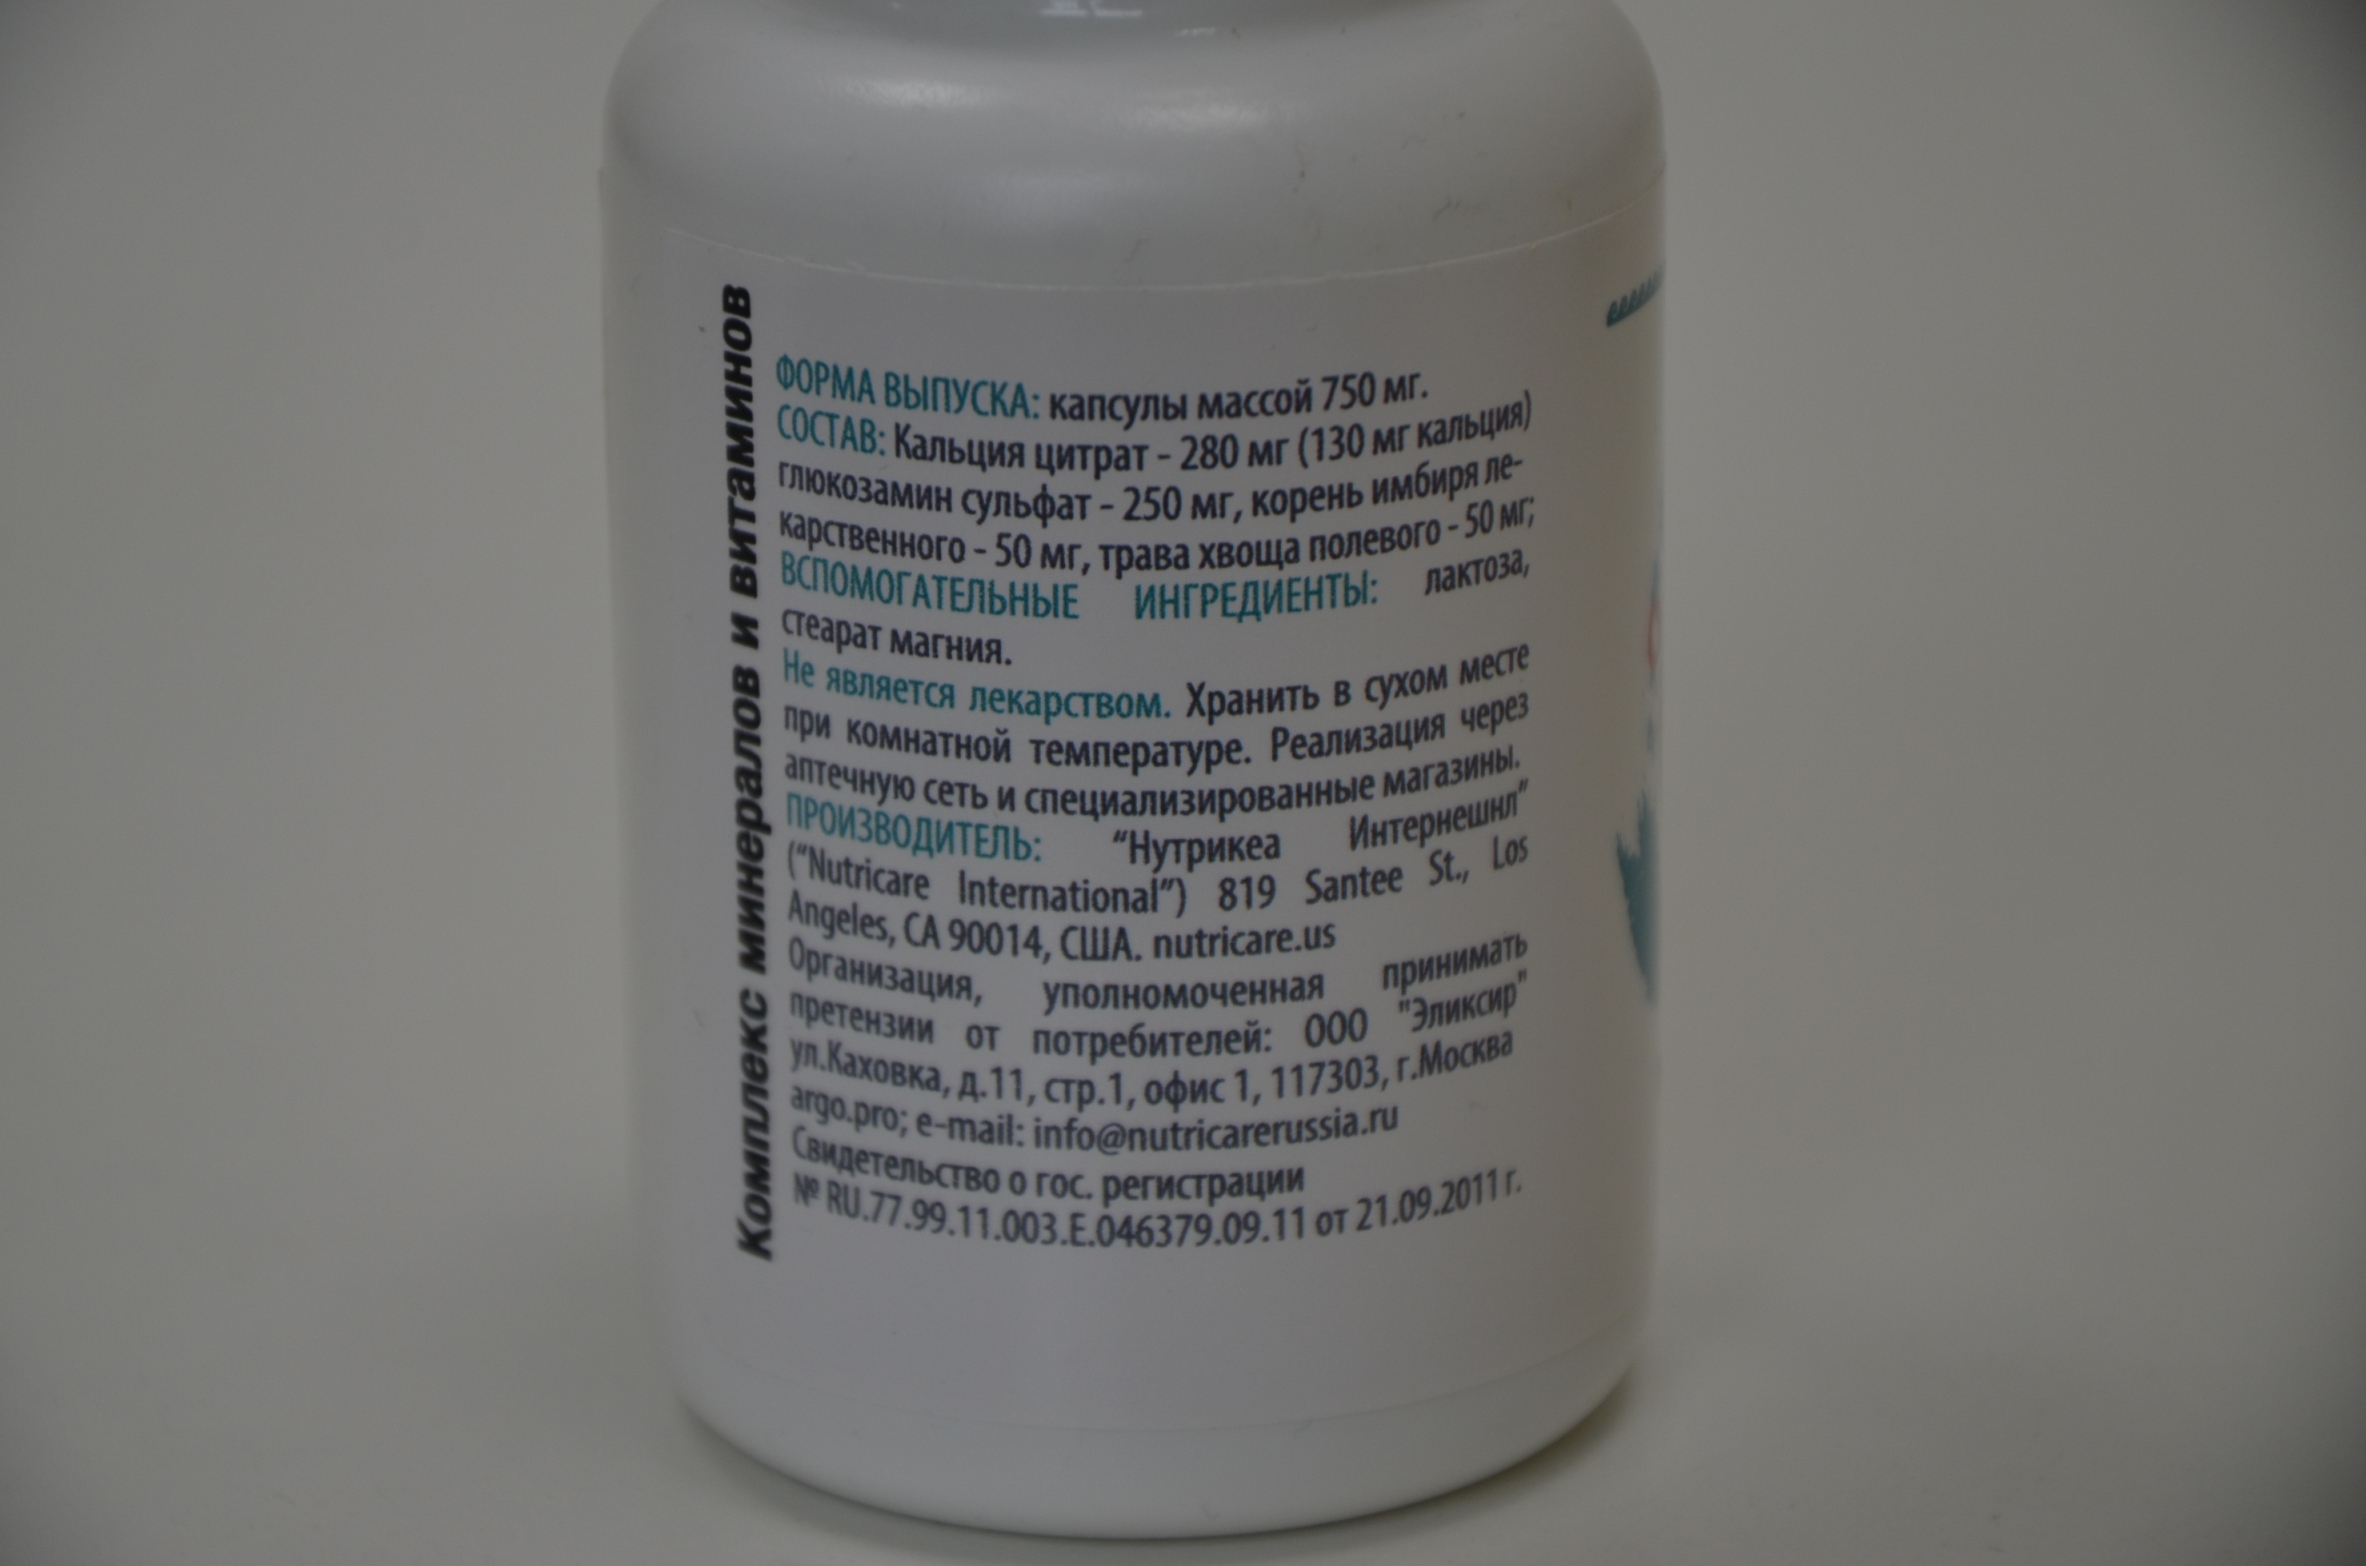 Комплекс минералов и витаминов
ФОРМА ВЫПУСКА: капсулы массой 750 мг.
СОСТАВ: Кальция цитрат - 280 мг (130 мг кальция)
глюкозамин сульфат - 250 мг, корень имбиря ле-
карственного - 50 мг, трава хвоща полевого - 50 мг;
ВСПОМОГАТЕЛЬНЫЕ ИНГРЕДИЕНТЫ: лактоза,
стеарат магния.
Не является лекарством. Хранить в сухом месте
при комнатной температуре. Реализация через
аптечную сеть и специализированные магазины.
ПРОИЗВОДИТЕЛЬ: “Нутрикеа Интернешнл”
(“Nutricare International”) 819 Santee St., Los
Angeles, CA 90014, США. nutricare.us
Организация, уполномоченная принимать
претензии от потребителей: ООО "Эликсир"
ул.Каховка, д.11, стр.1, офис 1, 117303, г.Москва
argo.pro; e-mail: info@nutricarerussia.ru
Свидетельство о гос. регистрации
№ RU.77.99.11.003.Е.046379.09.11 от 21.09.2011 г.